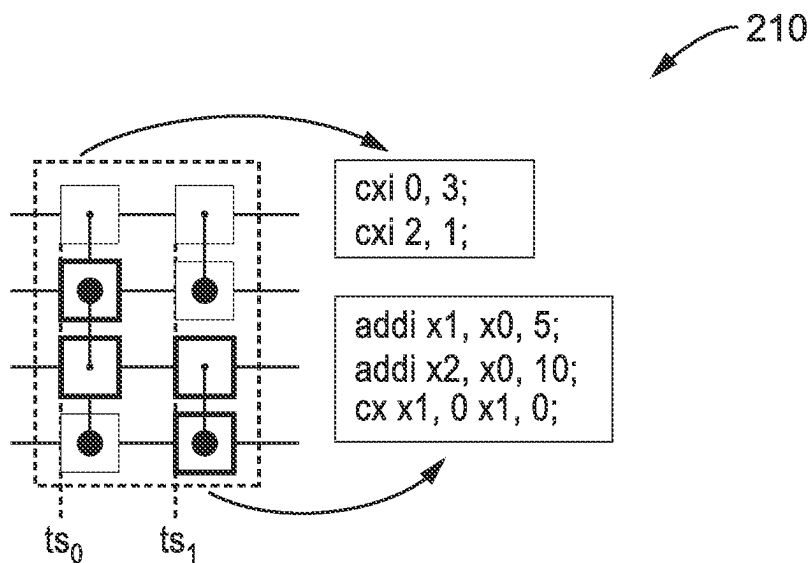 210
cxi 0, 3;
cxi 2, 1;
addi x1, x0, 5;
addi x2, x0, 10;
cx x1, 0 x1, 0;
ts₀ ts₁